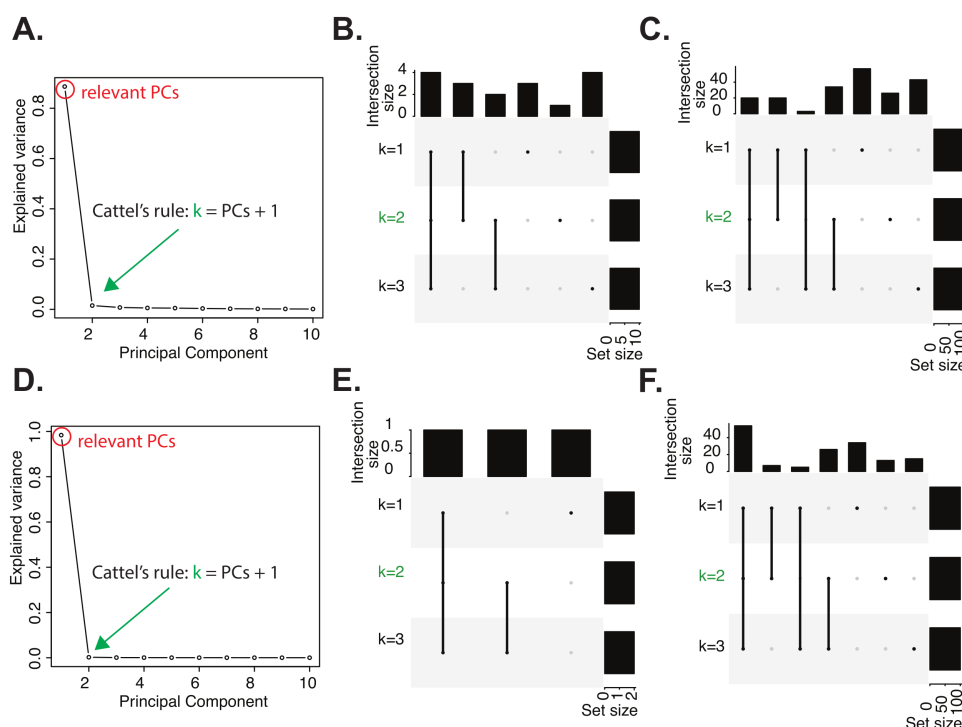 A.
Explained variance
0.0 0.2 0.4 0.6 0.8
relevant PCs
Cattel's rule: k = PCs + 1
2 4 6 8 10
Principal Component
B.
Intersection
size
4
2
0
k=1
k=2
k=3
0 5 10
Set size
C.
Intersection
size
40
20
0
k=1
k=2
k=3
0 50 100
Set size
D.
Explained variance
0.0 0.2 0.4 0.6 0.8 1.0
relevant PCs
Cattel's rule: k = PCs + 1
2 4 6 8 10
Principal Component
E.
Intersection
size
1
0.5
0
k=1
k=2
k=3
0 1 2
Set size
F.
Intersection
size
40
20
0
k=1
k=2
k=3
0 50 100
Set size